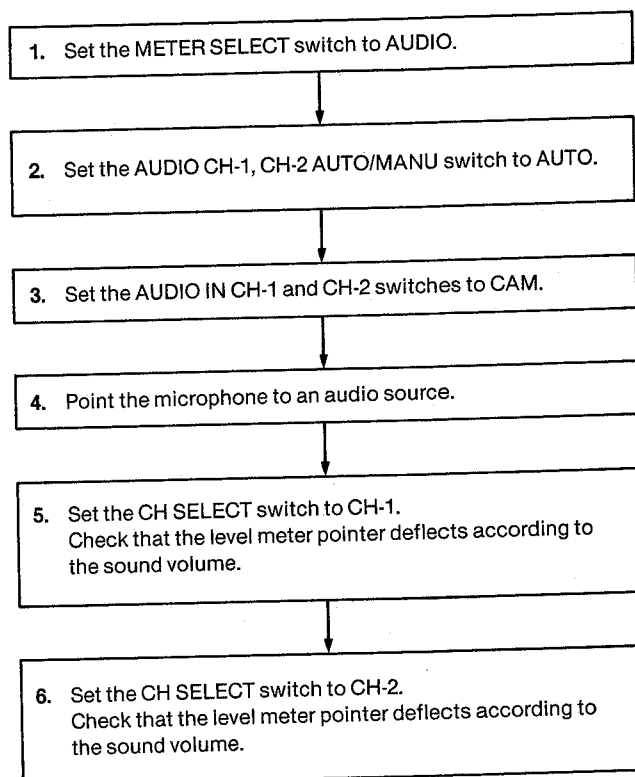 1. Set the METER SELECT switch to AUDIO.
2. Set the AUDIO CH-1, CH-2 AUTO/MANU switch to AUTO.
3. Set the AUDIO IN CH-1 and CH-2 switches to CAM.
4. Point the microphone to an audio source.
5. Set the CH SELECT switch to CH-1.
Check that the level meter pointer deflects according to
the sound volume.
6. Set the CH SELECT switch to CH-2.
Check that the level meter pointer deflects according to
the sound volume.